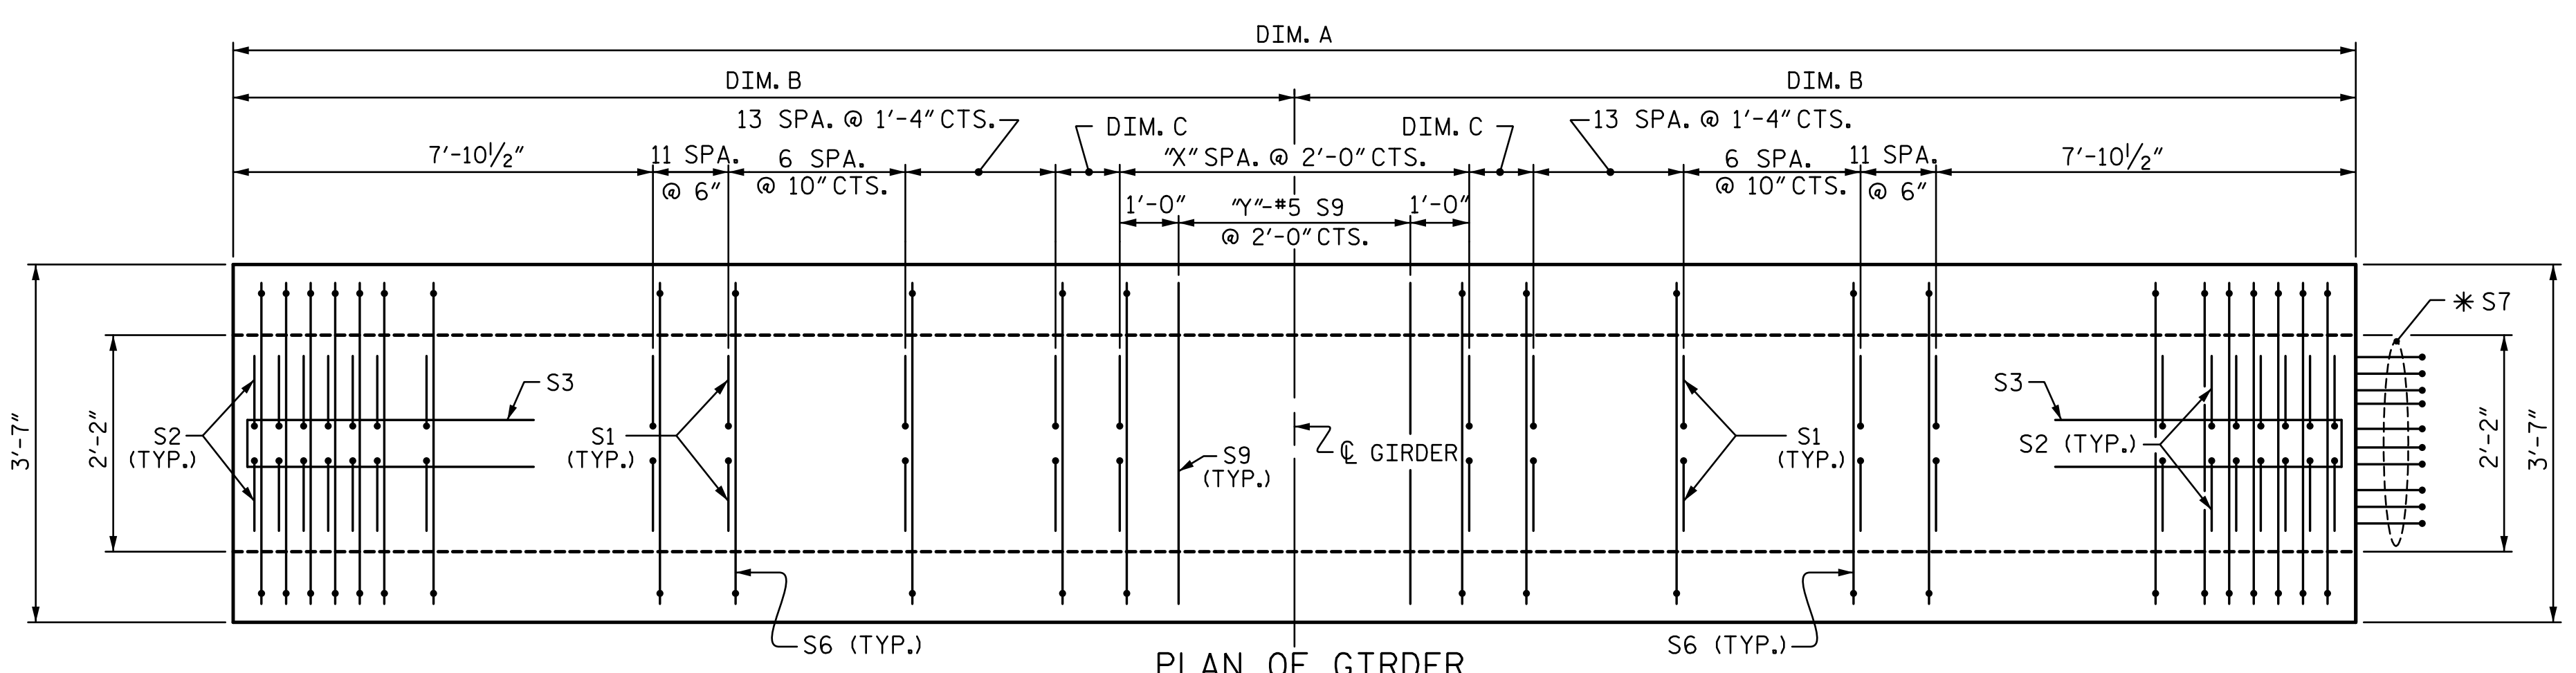 DIM. A
DIM. B
DIM. B
13 SPA. @ 1'-4" CTS.
DIM. C
DIM. C
13 SPA. @ 1'-4" CTS.
7'-10½"
11 SPA.
@ 6"
6 SPA.
@ 10" CTS.
"X" SPA. @ 2'-0" CTS.
6 SPA.
@ 10" CTS.
11 SPA.
@ 6"
7'-10½"
1'-0"
"Y"-#5 S9
@ 2'-0" CTS.
1'-0"
3'-7"
2'-2"
S2
(TYP.)
S3
S1
(TYP.)
S9
(TYP.)
℄ GIRDER
S1
(TYP.)
S3
S2 (TYP.)
✳ S7
2'-2"
3'-7"
S6 (TYP.)
S6 (TYP.)
PLAN OF GIRDER